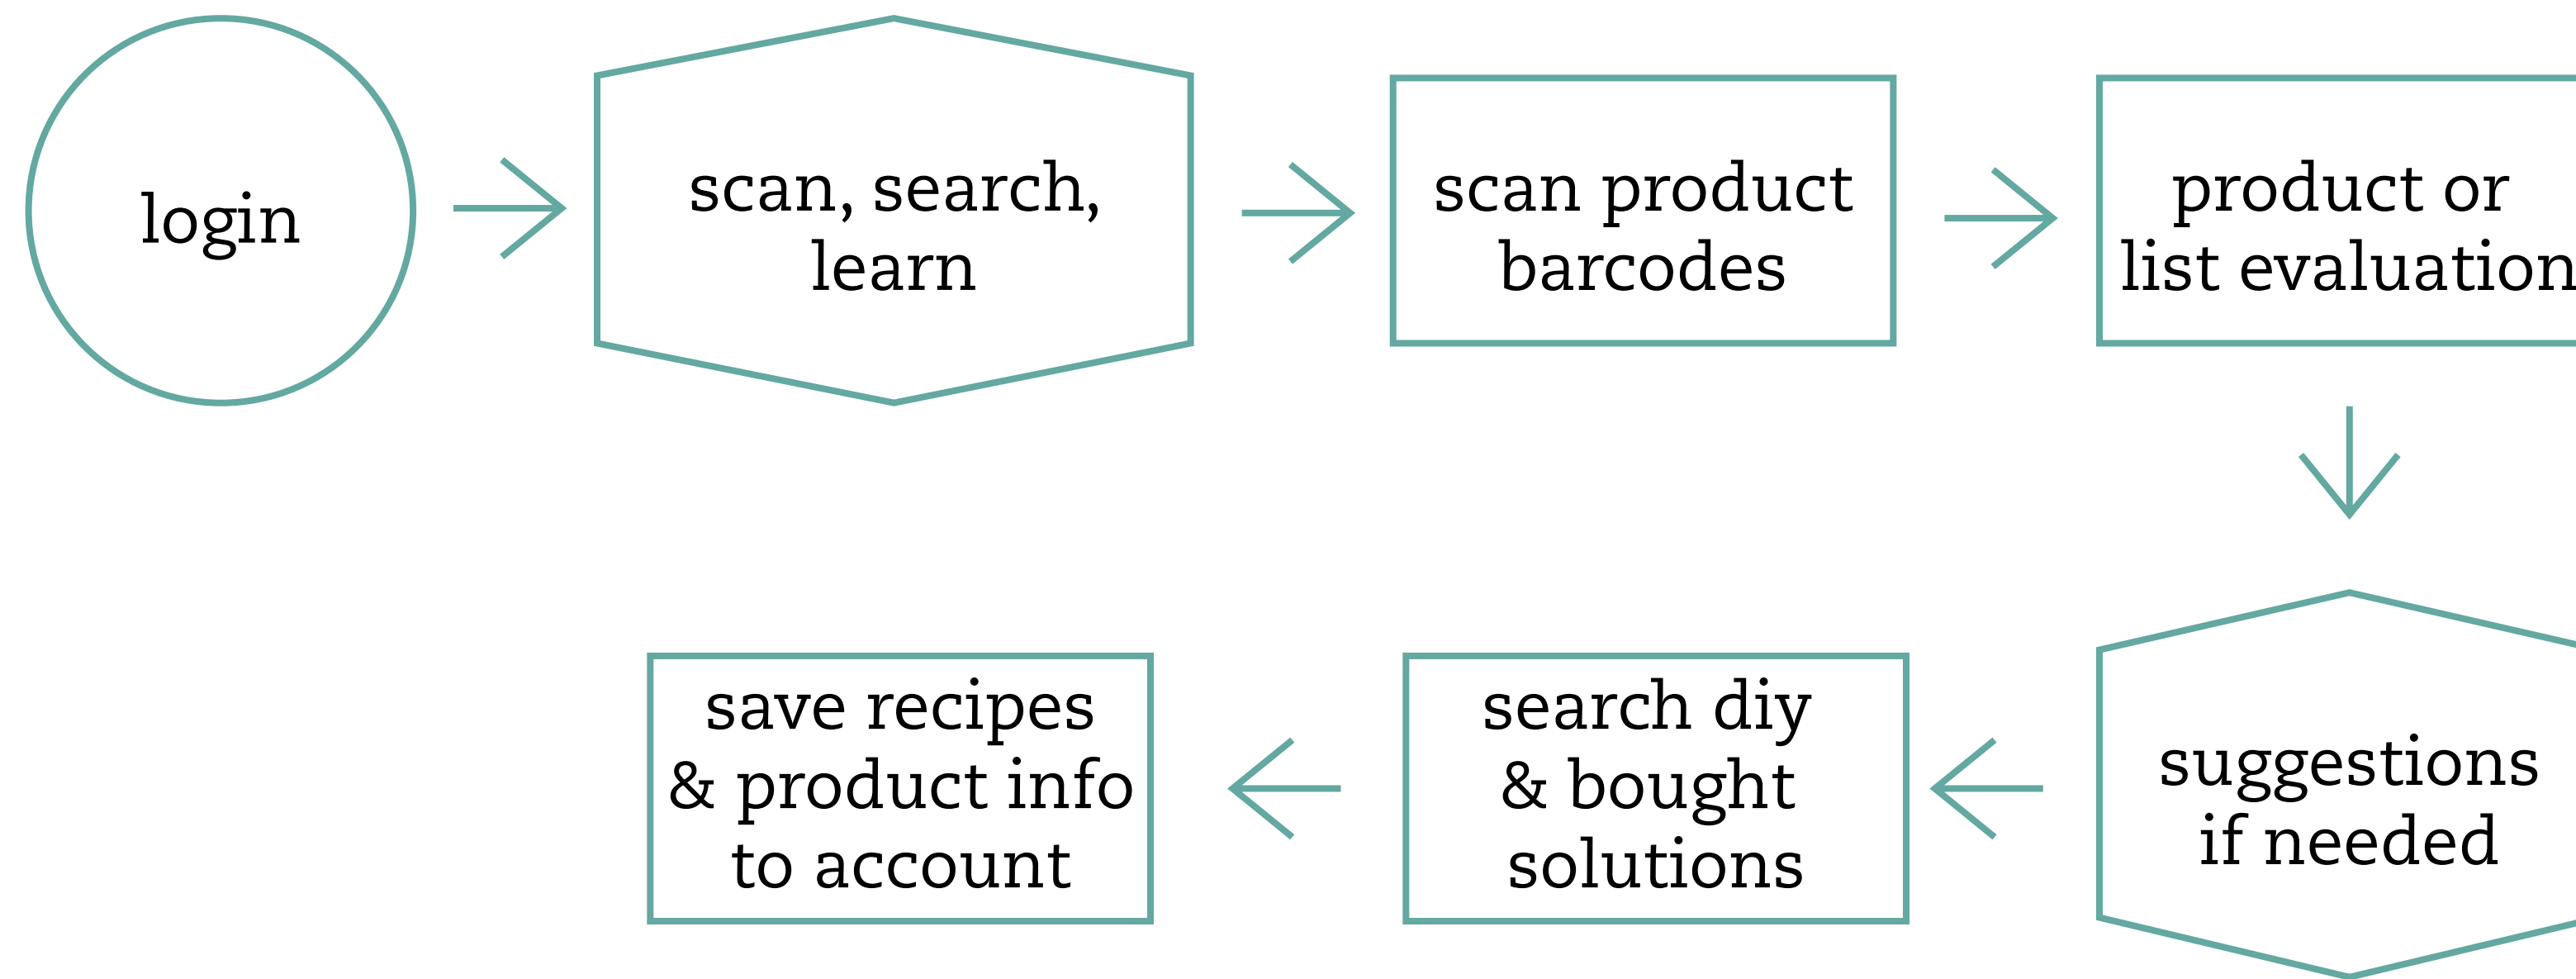 login
scan, search,
learn
scan product
barcodes
product or
list evaluation
suggestions
if needed
search diy
& bought
solutions
save recipes
& product info
to account